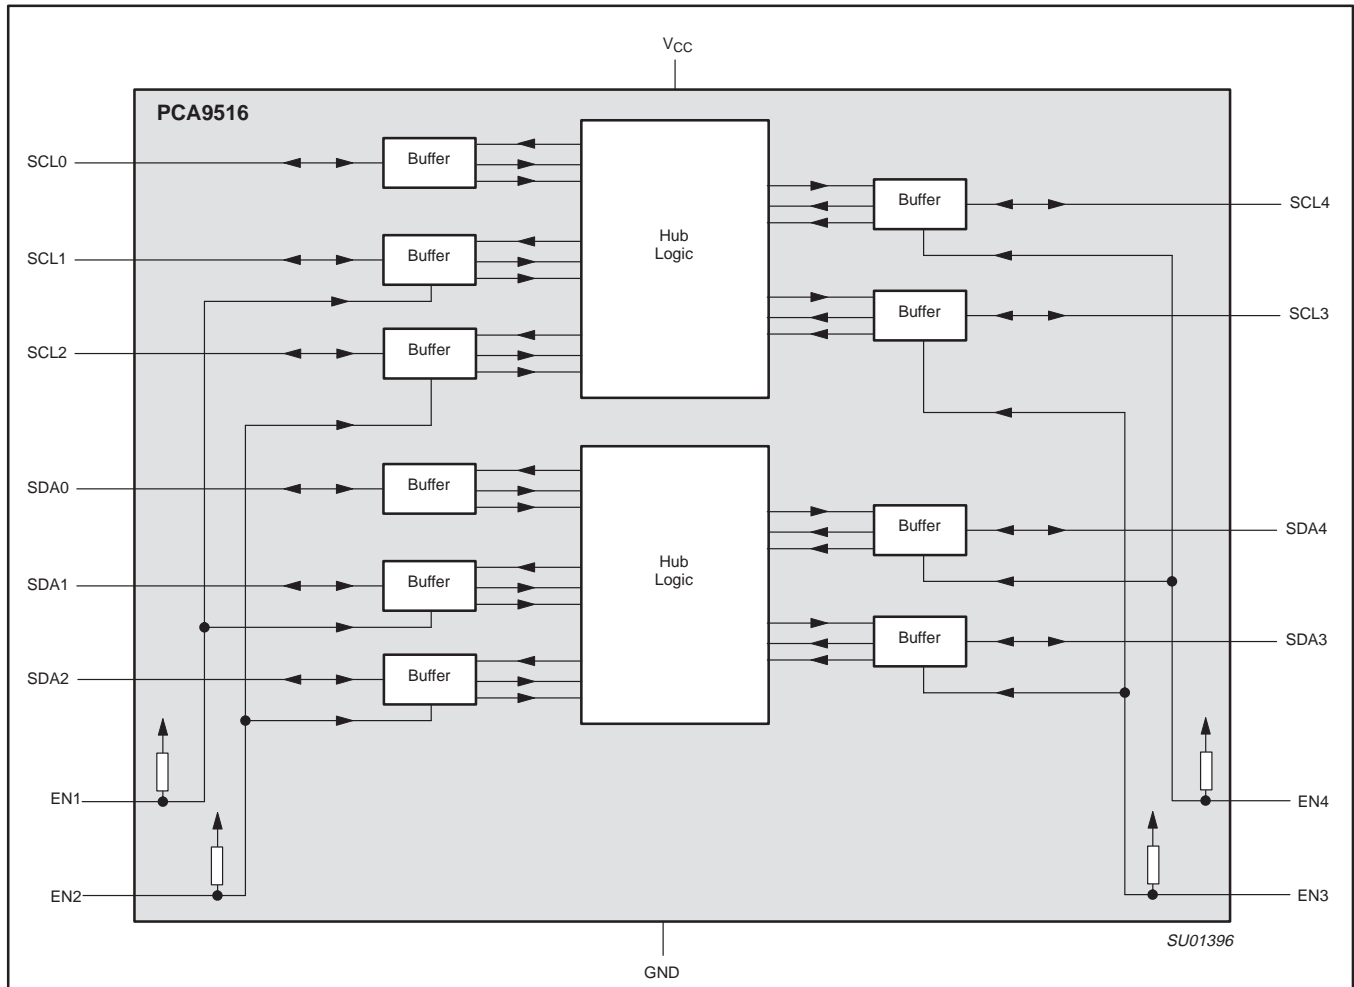 VCC
PCA9516
SCL0
Buffer
Buffer
SCL4
SCL1
Buffer
Hub
Logic
Buffer
SCL3
SCL2
Buffer
SDA0
Buffer
Buffer
SDA4
SDA1
Buffer
Hub
Logic
Buffer
SDA3
SDA2
Buffer
EN1
EN4
EN2
EN3
SU01396
GND